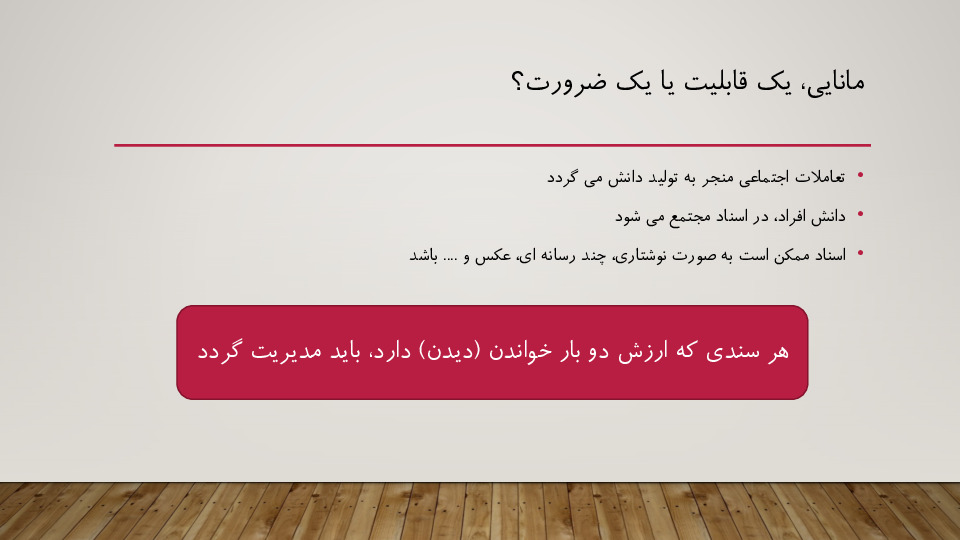 مانایی، یک قابلیت یا یک ضرورت؟
• تعاملات اجتماعی منجر به تولید دانش می گردد
• دانش افراد، در اسناد مجتمع می شود
• اسناد ممکن است به صورت نوشتاری، چند رسانه ای، عکس و .... باشد
هر سندی که ارزش دو بار خواندن (دیدن) دارد، باید مدیریت گردد